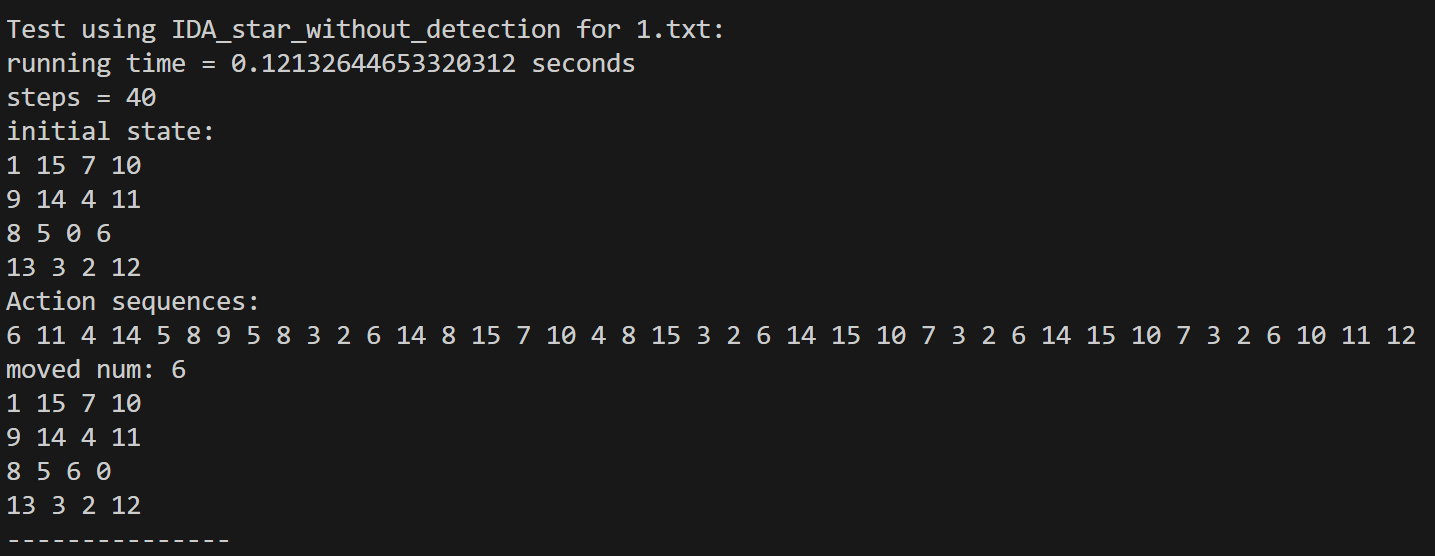 Test using IDA_star_without_detection for 1.txt:
running time = 0.12132644653320312 seconds
steps = 40
initial state:
1 15 7 10
9 14 4 11
8 5 0 6
13 3 2 12
Action sequences:
6 11 4 14 5 8 9 5 8 3 2 6 14 8 15 7 10 4 8 15 3 2 6 14 15 10 7 3 2 6 14 15 10 7 3 2 6 10 11 12
moved num: 6
1 15 7 10
9 14 4 11
8 5 6 0
13 3 2 12
---------------